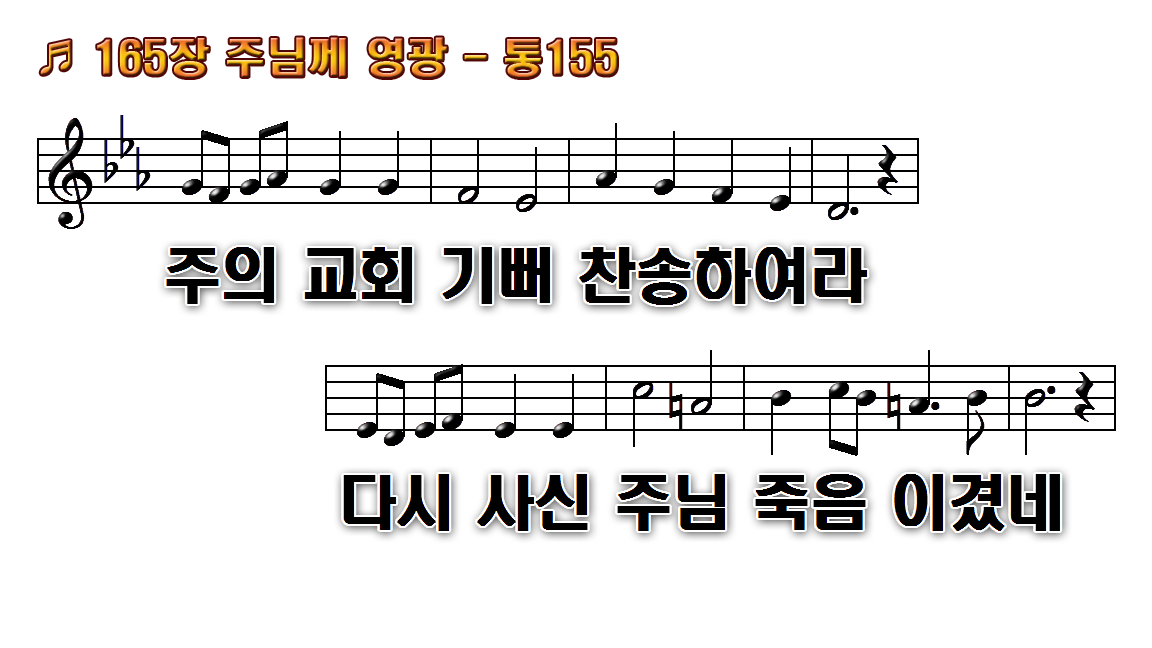 ♬ 165장 주님께 영광 - 통155
주의 교회 기뻐 찬송하여라
다시 사신 주님 죽음 이겼네